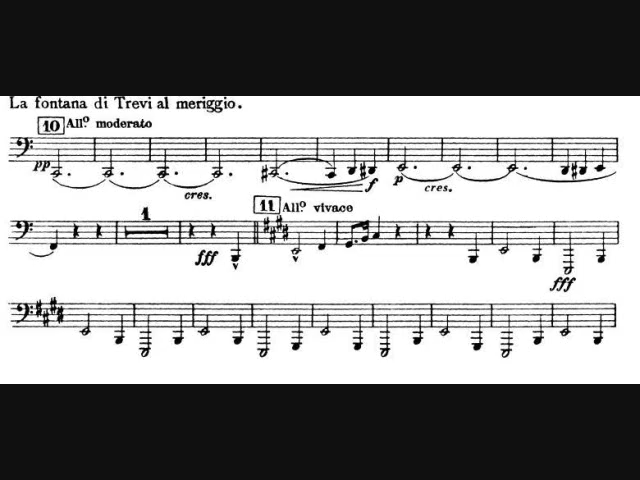 La fontana di Trevi al meriggio.
10 All.º moderato
pp
cres.
f
p
cres.
1
11 All.º vivace
fff
fff